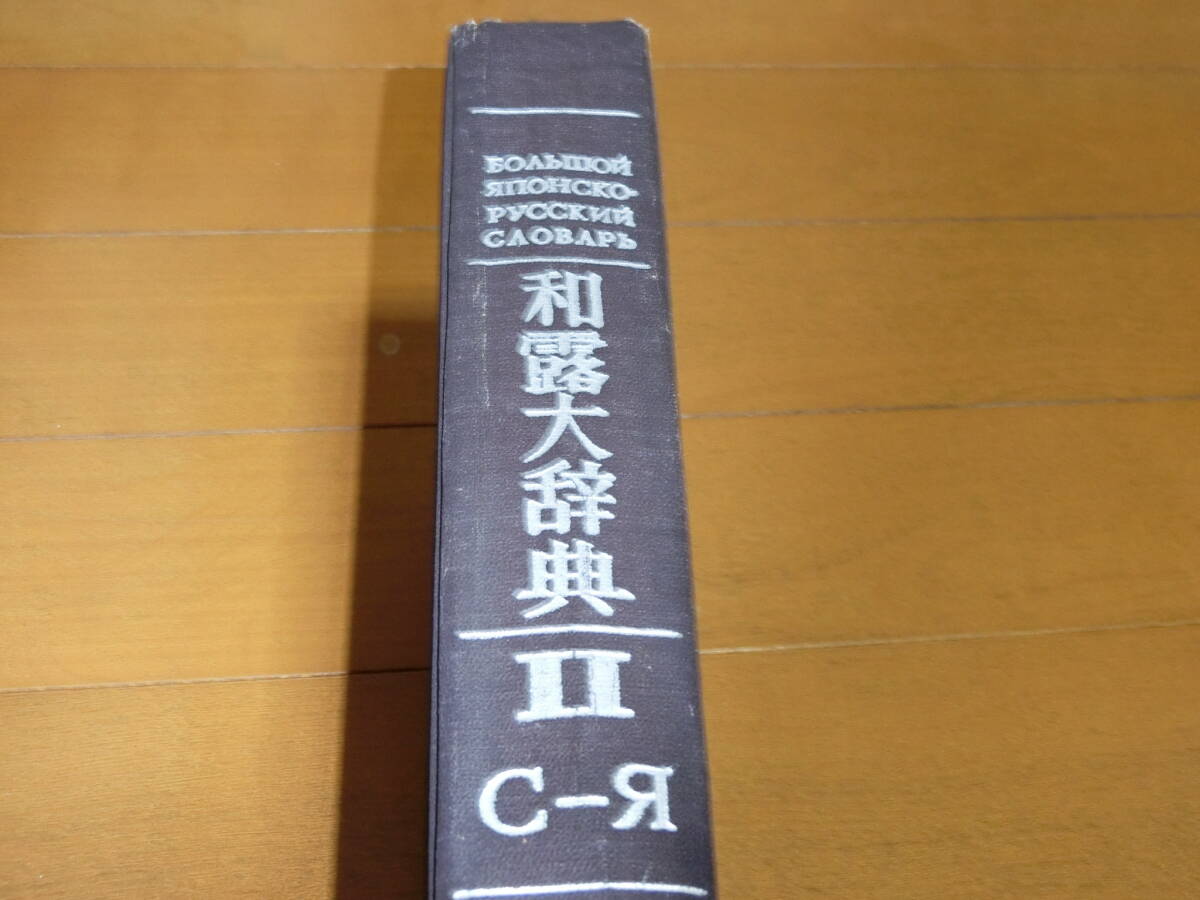 БОЛЬШОЙ
ЯПОНСКО-
РУССКИЙ
СЛОВАРЬ
和露大辞典
II
С–Я